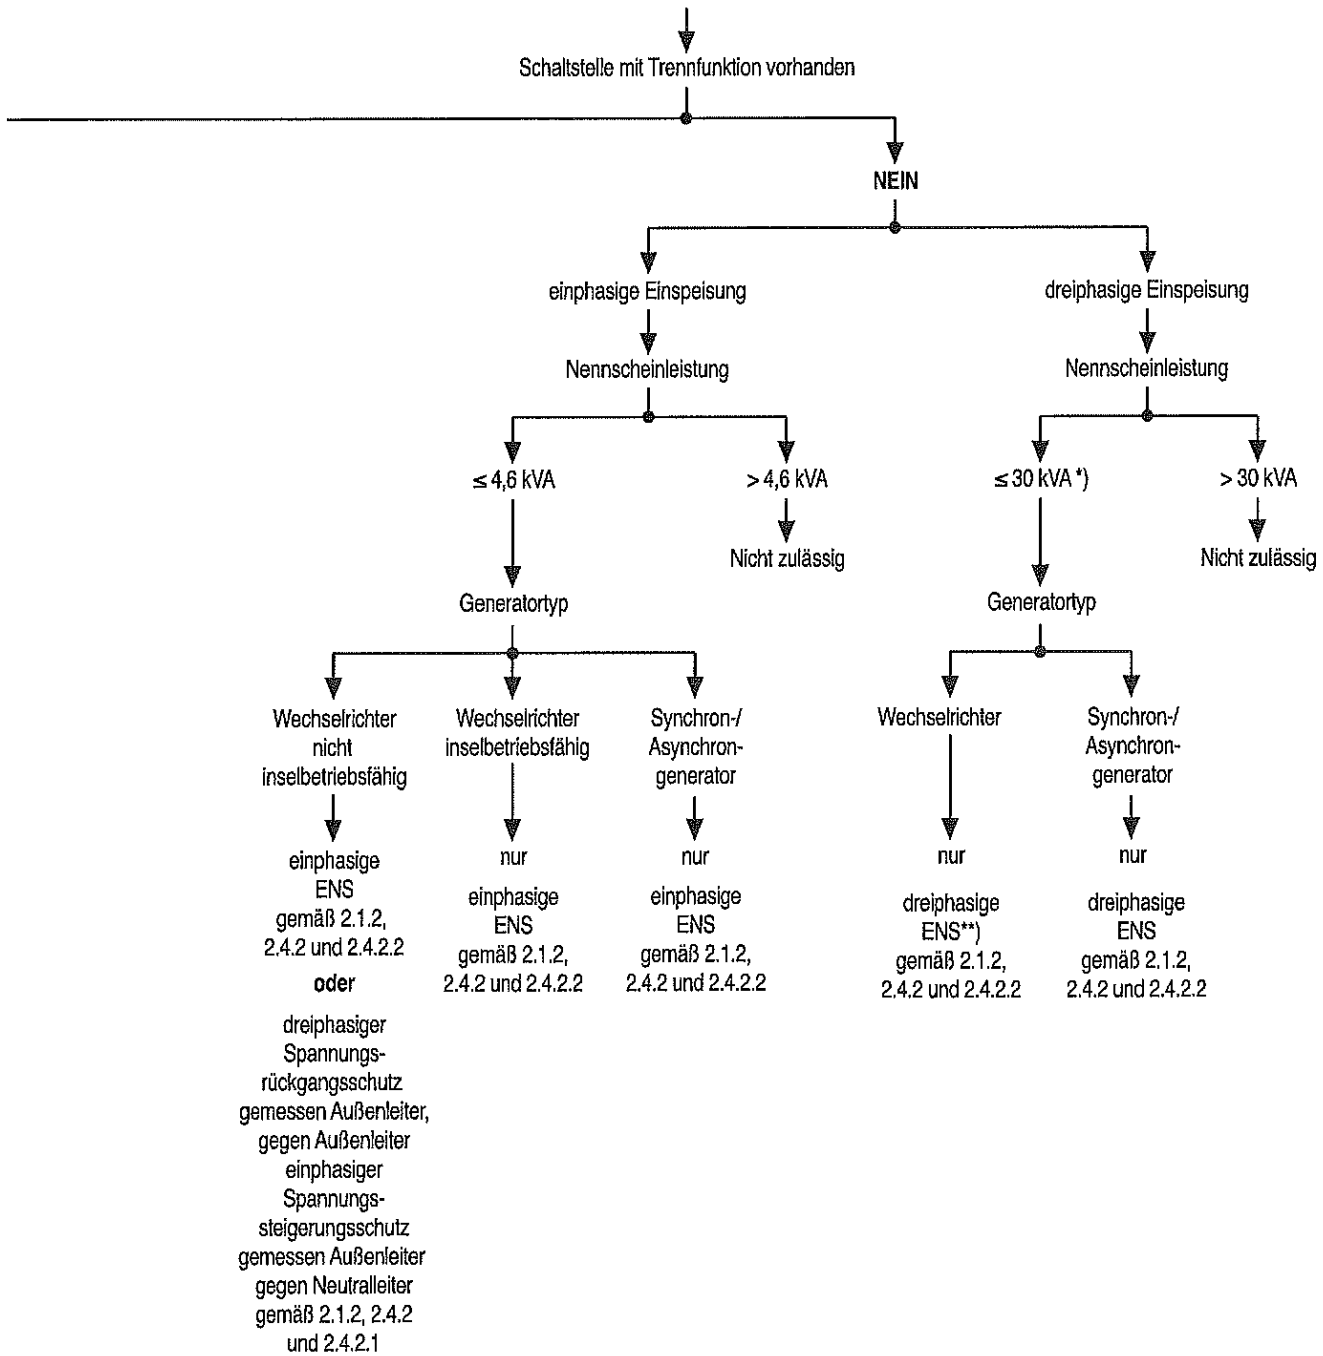 Schaltstelle mit Trennfunktion vorhanden
NEIN
einphasige Einspeisung
dreiphasige Einspeisung
Nennscheinleistung
Nennscheinleistung
≤ 4,6 kVA
> 4,6 kVA
≤ 30 kVA *)
> 30 kVA
Nicht zulässig
Nicht zulässig
Generatortyp
Generatortyp
Wechselrichter
nicht
inselbetriebsfähig
Wechselrichter
inselbetriebsfähig
Synchron-/
Asynchron-
generator
Wechselrichter
Synchron-/
Asynchron-
generator
einphasige
ENS
gemäß 2.1.2,
2.4.2 und 2.4.2.2
oder
dreiphasiger
Spannungs-
rückgangsschutz
gemessen Außenleiter,
gegen Außenleiter
einphasiger
Spannungs-
steigerungsschutz
gemessen Außenleiter
gegen Neutralleiter
gemäß 2.1.2, 2.4.2
und 2.4.2.1
nur
einphasige
ENS
gemäß 2.1.2,
2.4.2 und 2.4.2.2
nur
einphasige
ENS
gemäß 2.1.2,
2.4.2 und 2.4.2.2
nur
dreiphasige
ENS**)
gemäß 2.1.2,
2.4.2 und 2.4.2.2
nur
dreiphasige
ENS
gemäß 2.1.2,
2.4.2 und 2.4.2.2